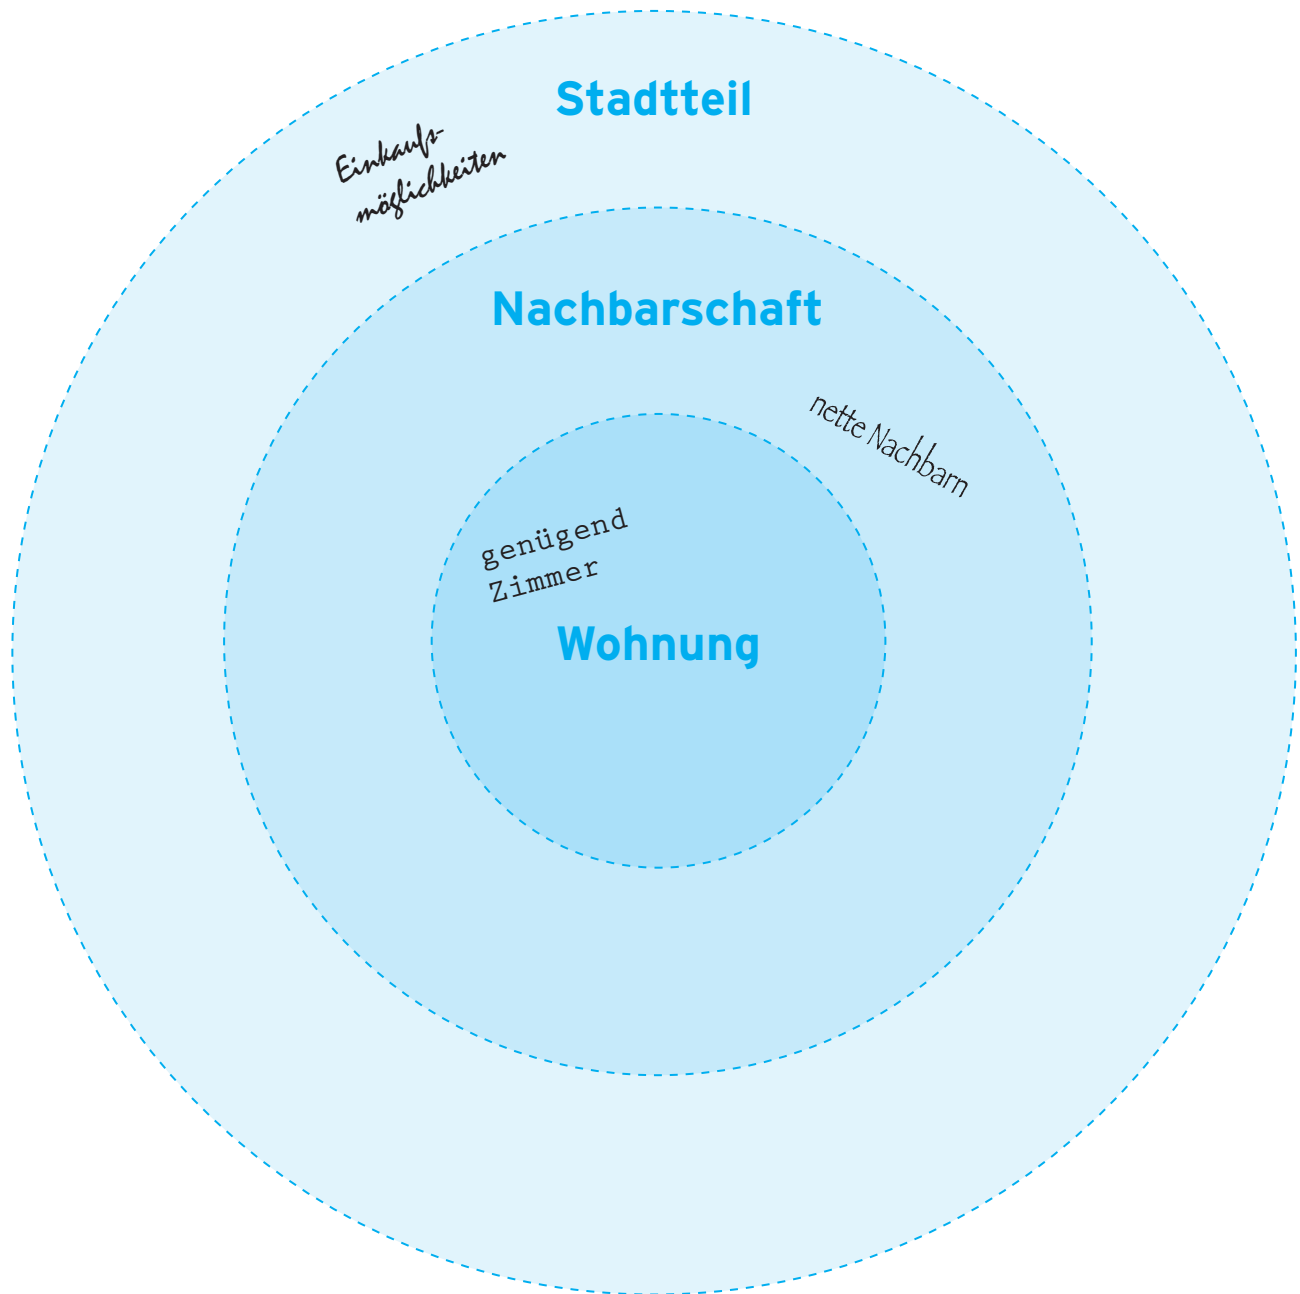 Stadtteil
Einkaufs-
möglichkeiten
Nachbarschaft
nette Nachbarn
genügend
Zimmer
Wohnung